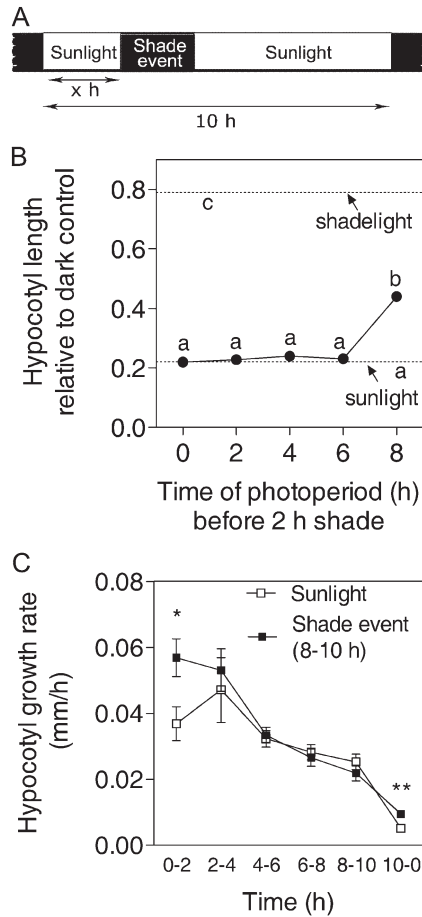 A
Sunlight
Shade
event
Sunlight
x h
10 h
B
Hypocotyl length
relative to dark control
0.8
0.6
0.4
0.2
0.0
c
shadelight
a
a
a
a
b
a
sunlight
0
2
4
6
8
Time of photoperiod (h)
before 2 h shade
C
Hypocotyl growth rate
(mm/h)
0.08
0.06
0.04
0.02
0.00
Sunlight
Shade event
(8-10 h)
*
**
0-2
2-4
4-6
6-8
8-10
10-0
Time (h)